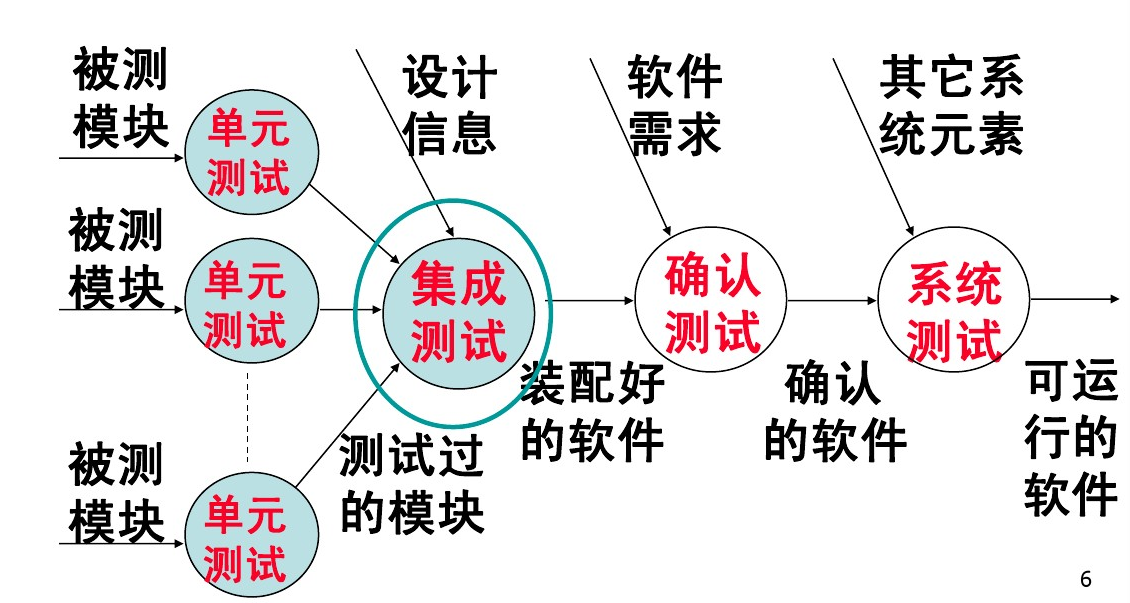 被测
模块
单元
测试
设计
信息
软件
需求
其它系
统元素
被测
模块
单元
测试
集成
测试
确认
测试
系统
测试
装配好
的软件
确认
的软件
可运
行的
软件
测试过
的模块
被测
模块
单元
测试
6